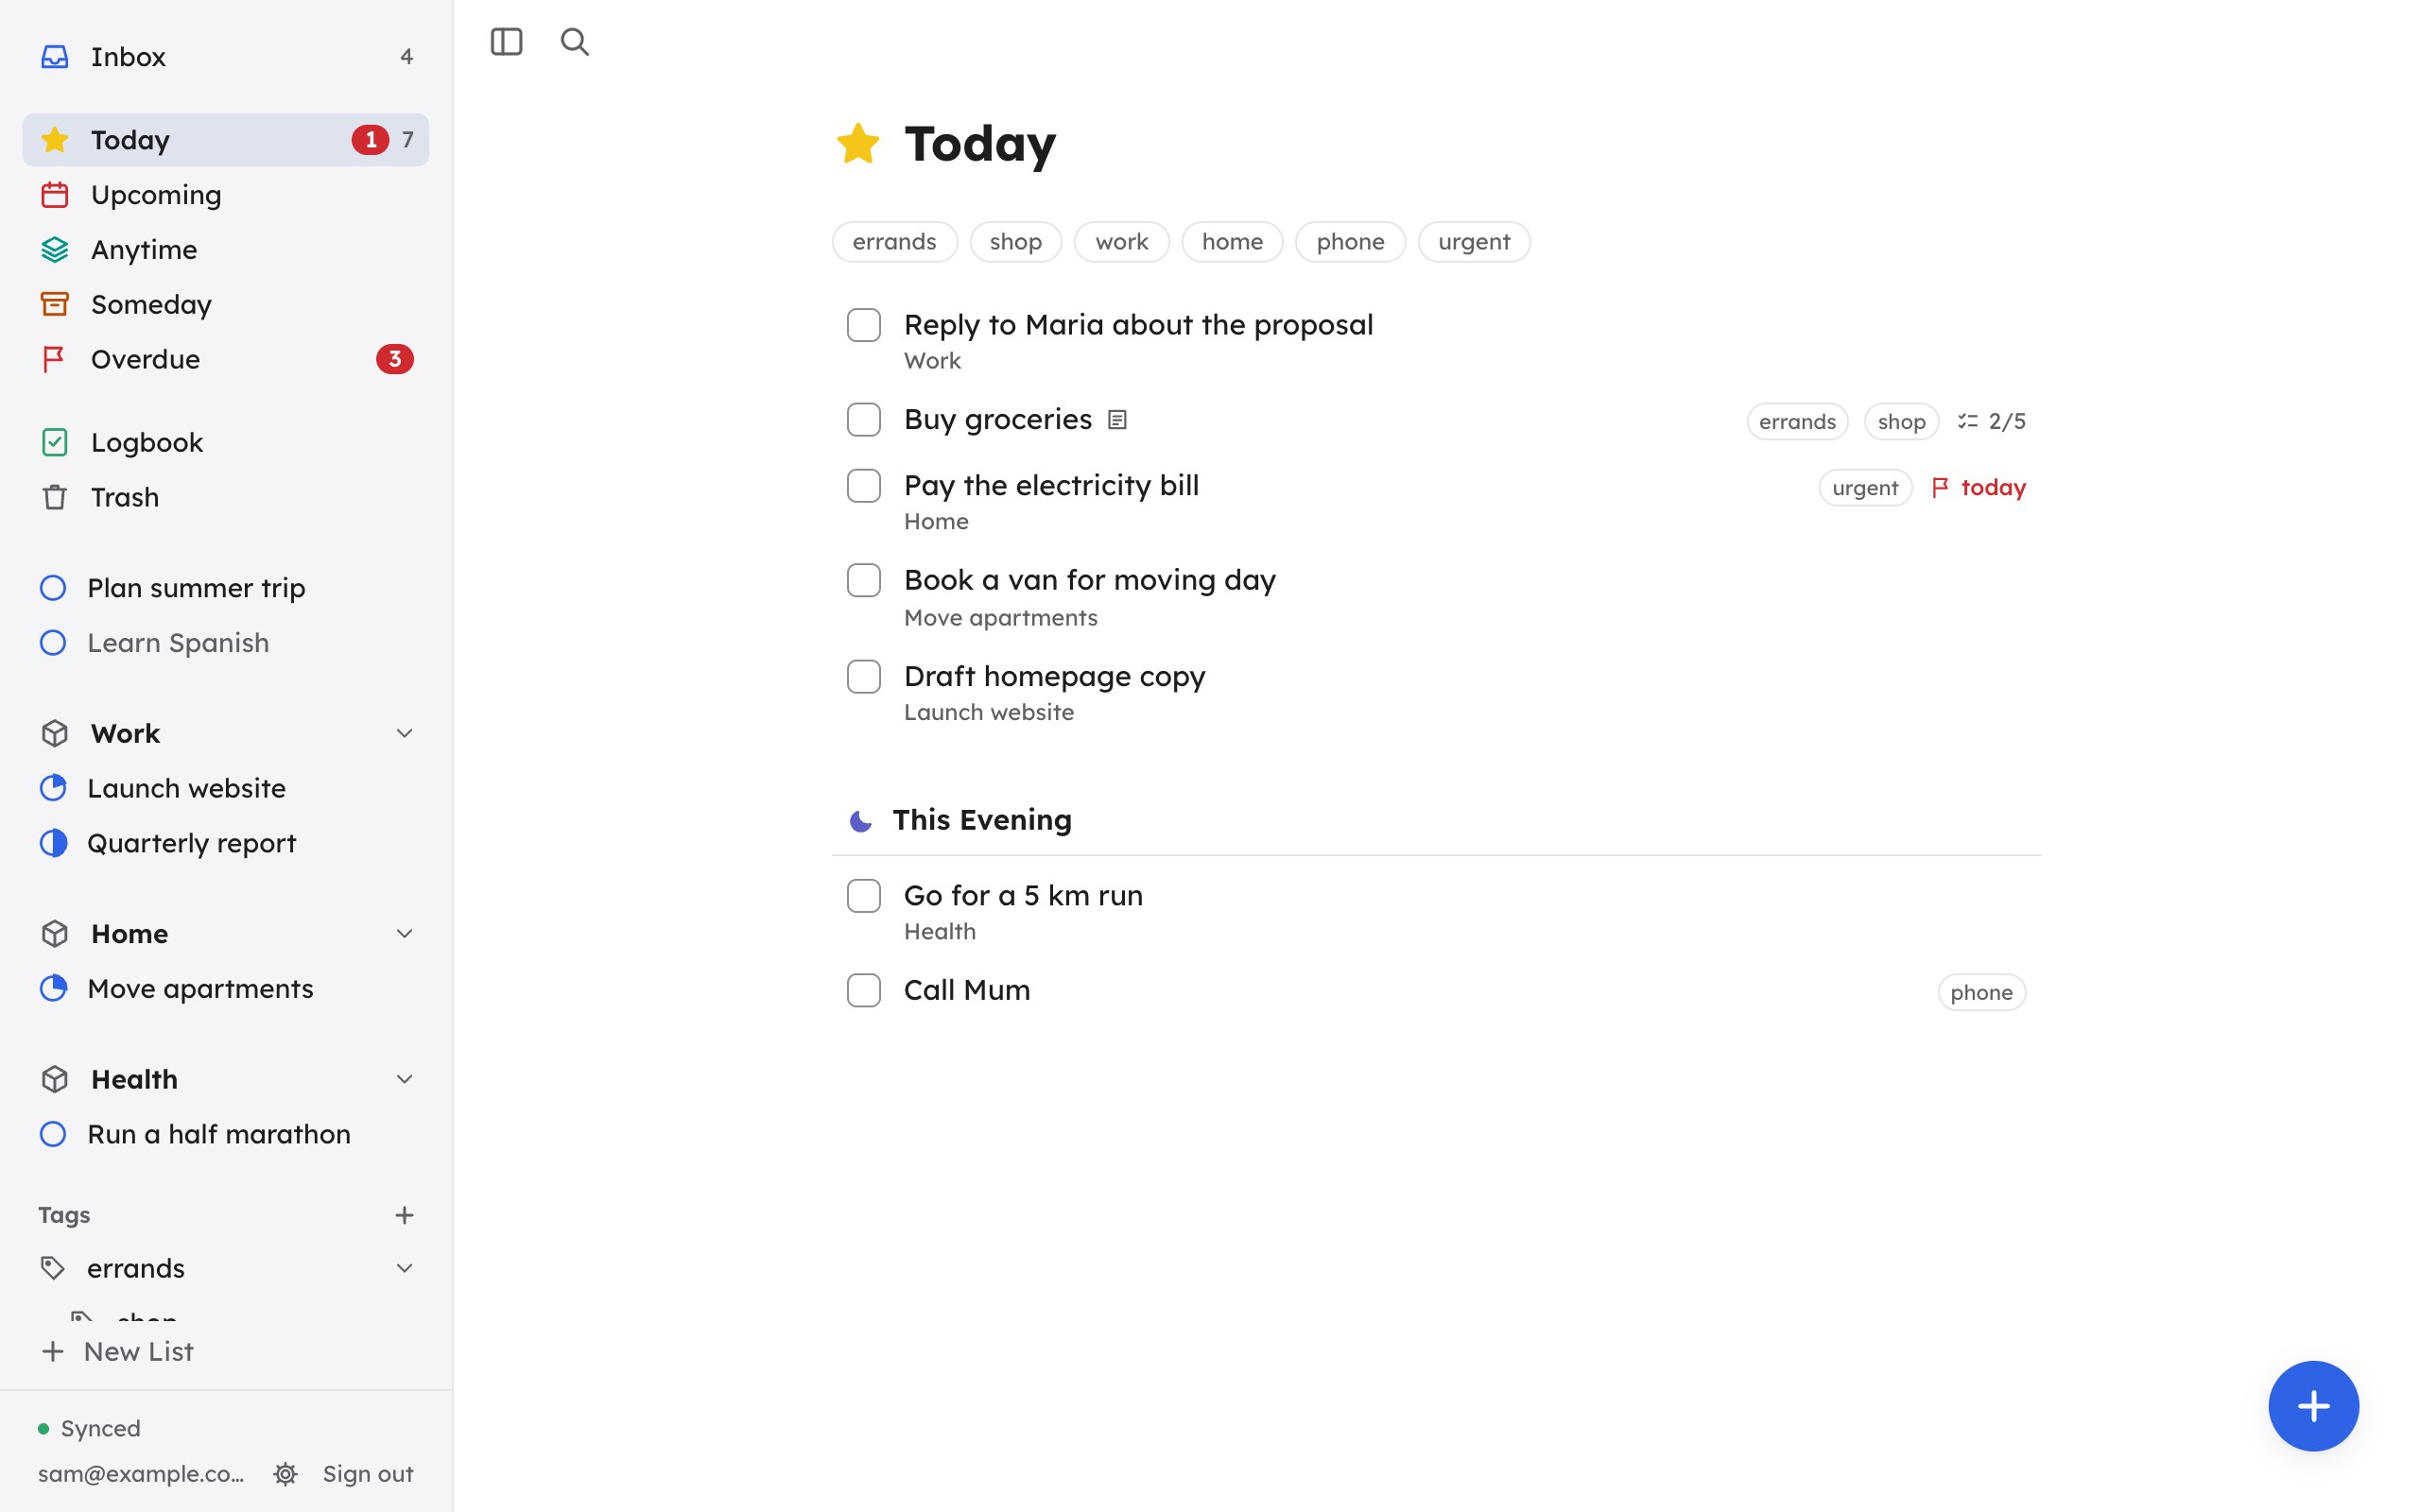 Inbox 4
Today 1 7
Upcoming
Anytime
Someday
Overdue 3
Logbook
Trash
Plan summer trip
Learn Spanish
Work
Launch website
Quarterly report
Home
Move apartments
Health
Run a half marathon
Tags
errands
shop
New List
Synced
sam@example.co...
Sign out
Today
errands shop work home phone urgent
Reply to Maria about the proposal
Work
Buy groceries errands shop 2/5
Pay the electricity bill urgent today
Home
Book a van for moving day
Move apartments
Draft homepage copy
Launch website
This Evening
Go for a 5 km run
Health
Call Mum phone